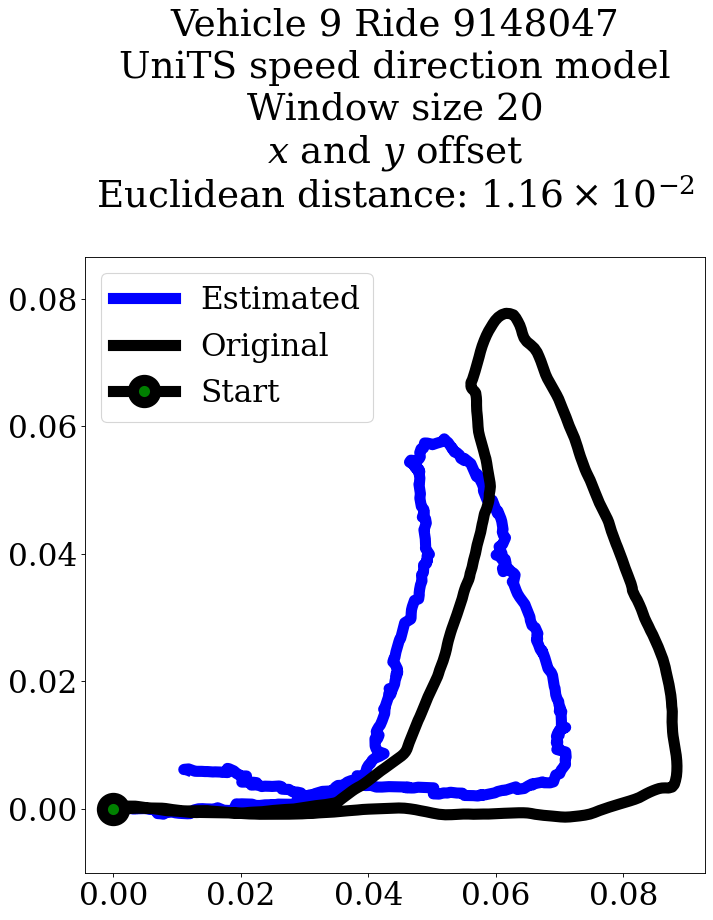 Vehicle 9 Ride 9148047
UniTS speed direction model
Window size 20
x and y offset
Euclidean distance: 1.16 × 10⁻²
Estimated
Original
Start
0.08
0.06
0.04
0.02
0.00
0.00 0.02 0.04 0.06 0.08